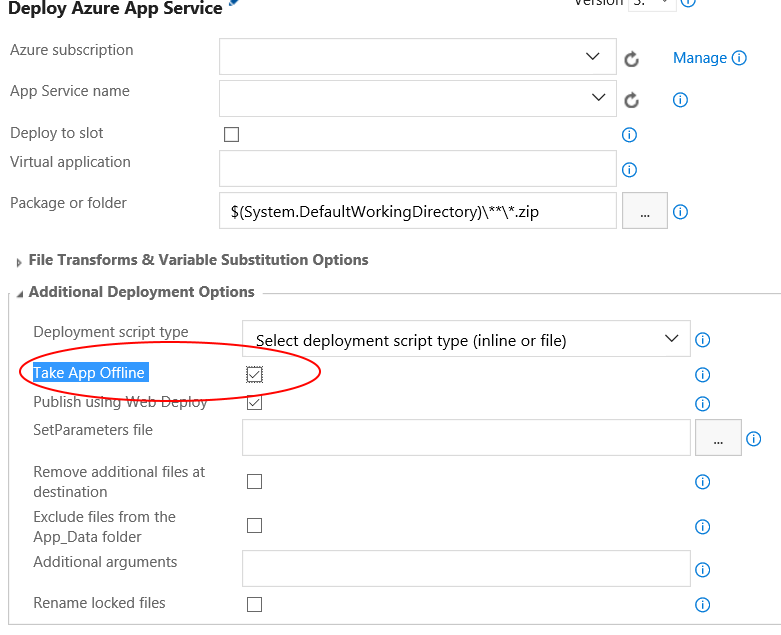 Deploy Azure App Service
Version 3.
Azure subscription
Manage
App Service name
Deploy to slot
Virtual application
Package or folder
$(System.DefaultWorkingDirectory)\**\*.zip
...
File Transforms & Variable Substitution Options
Additional Deployment Options
Deployment script type
Select deployment script type (inline or file)
Take App Offline
Publish using Web Deploy
SetParameters file
...
Remove additional files at
destination
Exclude files from the
App_Data folder
Additional arguments
Rename locked files